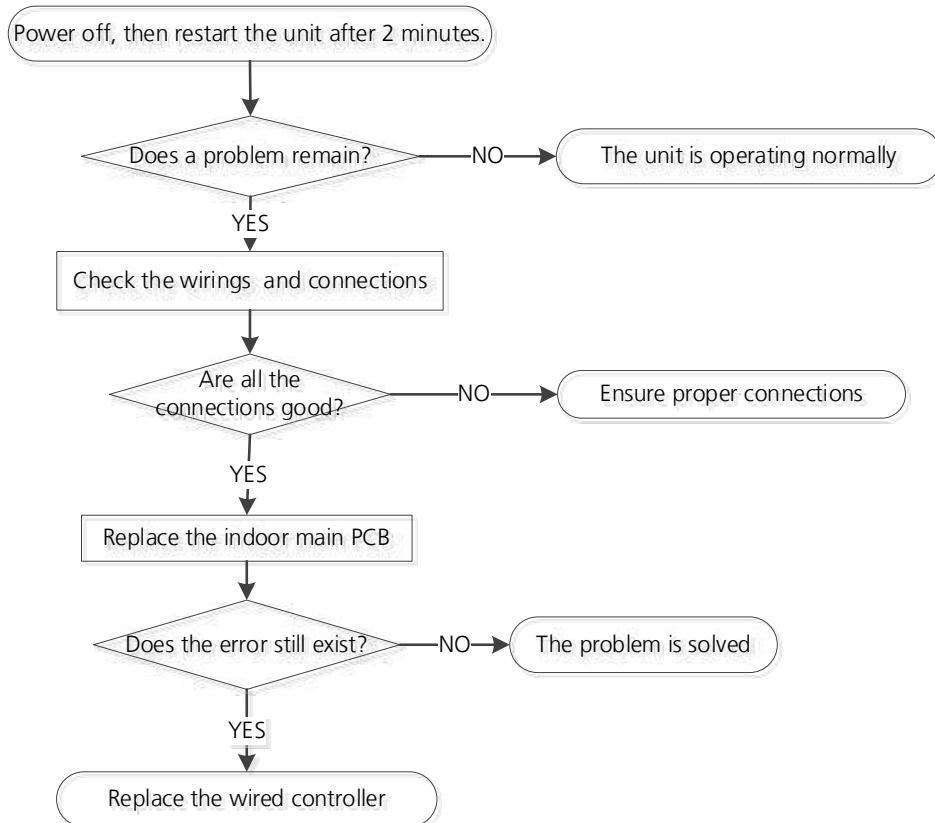 Power off, then restart the unit after 2 minutes.
Does a problem remain?
NO
The unit is operating normally
YES
Check the wirings and connections
Are all the
connections good?
NO
Ensure proper connections
YES
Replace the indoor main PCB
Does the error still exist?
NO
The problem is solved
YES
Replace the wired controller